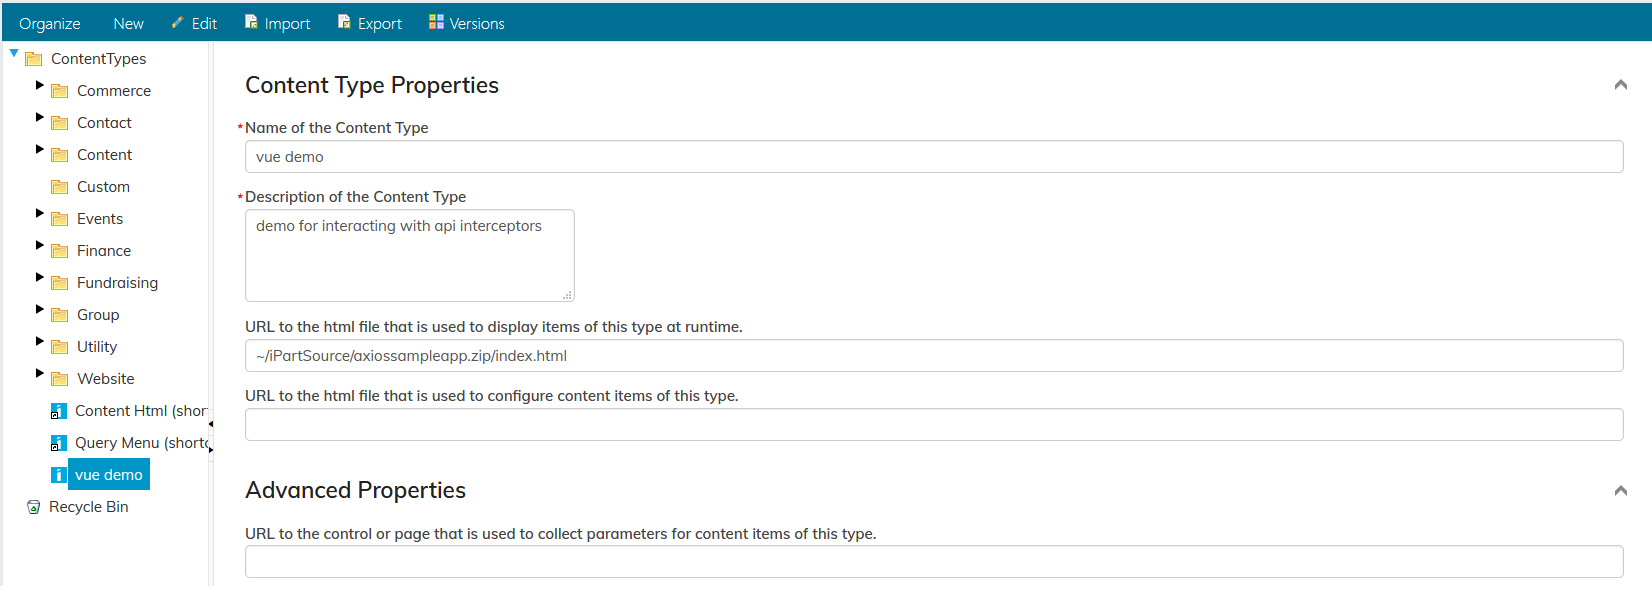 Organize New Edit Import Export Versions
ContentTypes
Commerce
Contact
Content
Custom
Events
Finance
Fundraising
Group
Utility
Website
Content Html (shor
Query Menu (shortc
vue demo
Recycle Bin
Content Type Properties
*Name of the Content Type
vue demo
*Description of the Content Type
demo for interacting with api interceptors
URL to the html file that is used to display items of this type at runtime.
~/iPartSource/axiossampleapp.zip/index.html
URL to the html file that is used to configure content items of this type.
Advanced Properties
URL to the control or page that is used to collect parameters for content items of this type.